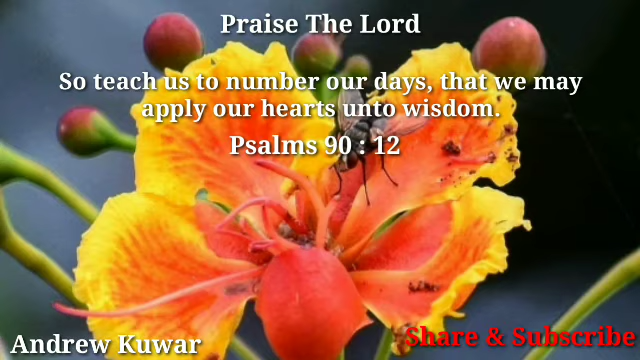 Praise The Lord
So teach us to number our days, that we may
apply our hearts unto wisdom.
Psalms 90 : 12
Andrew Kuwar
Share & Subscribe